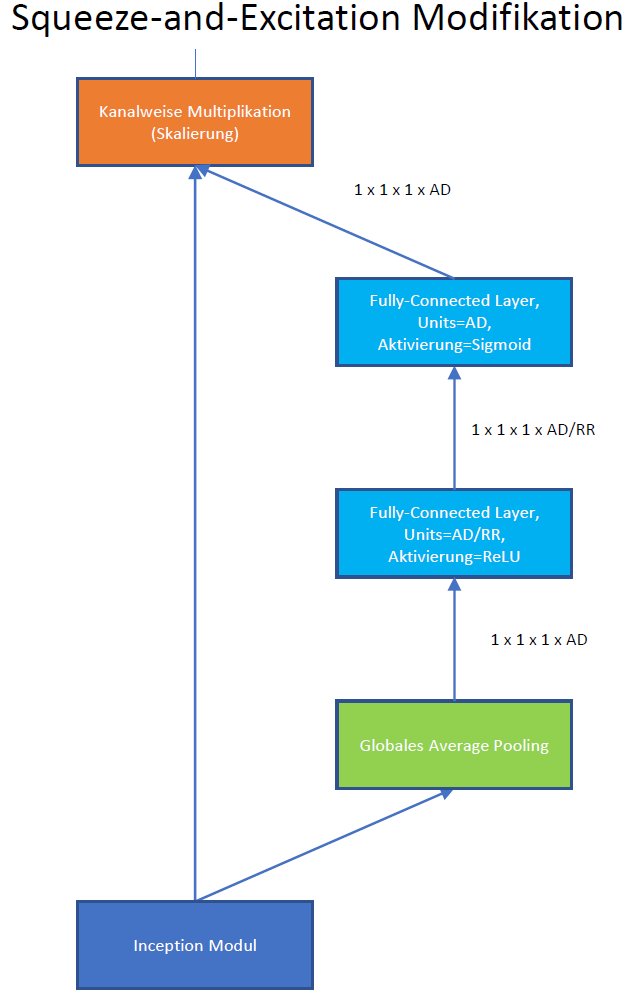 Squeeze-and-Excitation Modifikation
Kanalweise Multiplikation
(Skalierung)
1 x 1 x 1 x AD
Fully-Connected Layer,
Units=AD,
Aktivierung=Sigmoid
1 x 1 x 1 x AD/RR
Fully-Connected Layer,
Units=AD/RR,
Aktivierung=ReLU
1 x 1 x 1 x AD
Globales Average Pooling
Inception Modul